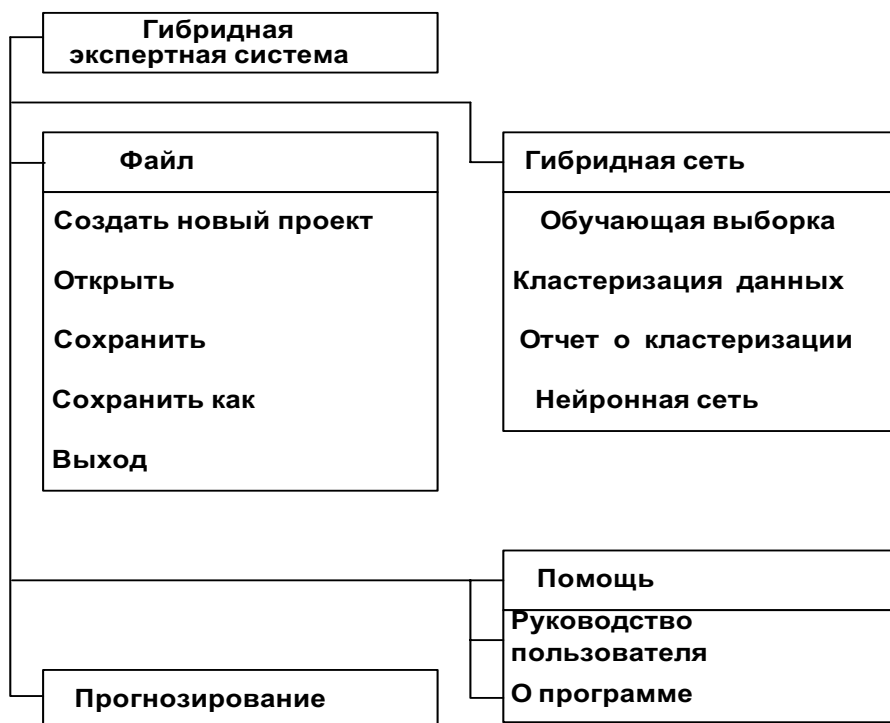 Гибридная
экспертная система
Файл
Создать новый проект
Открыть
Сохранить
Сохранить как
Выход
Гибридная сеть
Обучающая выборка
Кластеризация данных
Отчет о кластеризации
Нейронная сеть
Помощь
Руководство
пользователя
О программе
Прогнозирование